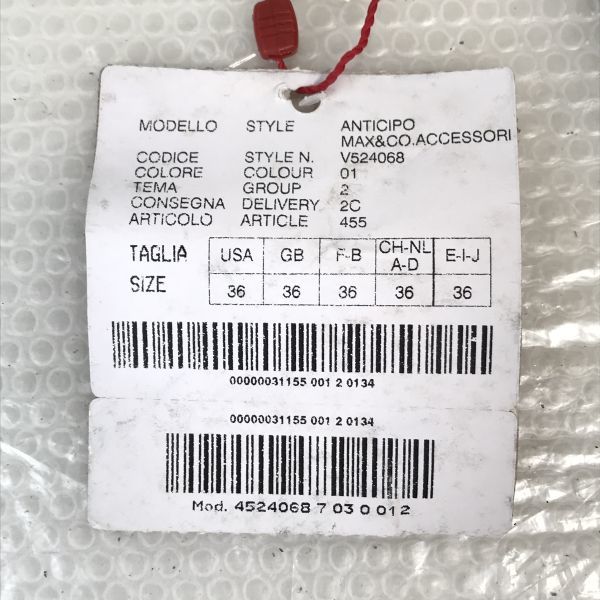 MODELLO STYLE ANTICIPO
MAX&CO.ACCESSORI
CODICE STYLE N. V524068
COLORE COLOUR 01
TEMA GROUP 2
CONSEGNA DELIVERY 2C
ARTICOLO ARTICLE 455
TAGLIA USA GB F-B CH-NL A-D E-I-J
SIZE 36 36 36 36 36
00000031155 001 2 0134
00000031155 001 2 0134
Mod. 4524068 7 03 0 01 2